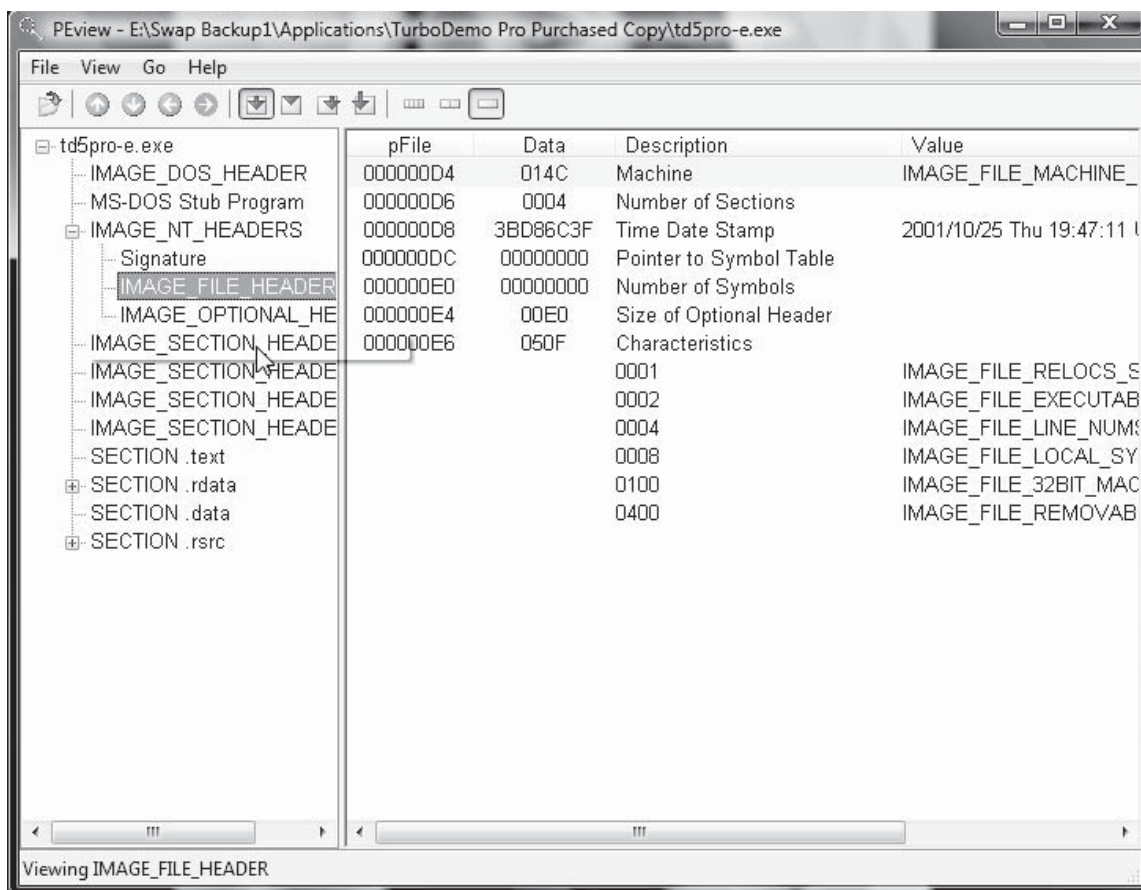 PEview - E:\Swap Backup1\Applications\TurboDemo Pro Purchased Copy\td5pro-e.exe
File View Go Help
td5pro-e.exe
IMAGE_DOS_HEADER
MS-DOS Stub Program
IMAGE_NT_HEADERS
Signature
IMAGE_FILE_HEADER
IMAGE_OPTIONAL_HE
IMAGE_SECTION_HEADE
IMAGE_SECTION_HEADE
IMAGE_SECTION_HEADE
IMAGE_SECTION_HEADE
SECTION .text
SECTION .rdata
SECTION .data
SECTION .rsrc
pFile Data Description Value
000000D4 014C Machine IMAGE_FILE_MACHINE_
000000D6 0004 Number of Sections
000000D8 3BD86C3F Time Date Stamp 2001/10/25 Thu 19:47:11
000000DC 00000000 Pointer to Symbol Table
000000E0 00000000 Number of Symbols
000000E4 00E0 Size of Optional Header
000000E6 050F Characteristics
0001 IMAGE_FILE_RELOCS_S
0002 IMAGE_FILE_EXECUTAB
0004 IMAGE_FILE_LINE_NUMS
0008 IMAGE_FILE_LOCAL_SY
0100 IMAGE_FILE_32BIT_MAC
0400 IMAGE_FILE_REMOVAB
Viewing IMAGE_FILE_HEADER